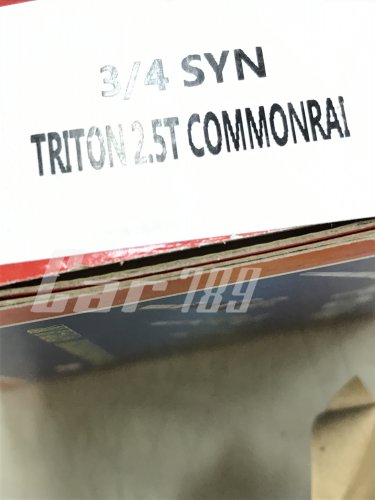 3/4 SYN
TRITON 2.5T COMMONRAI
Car789